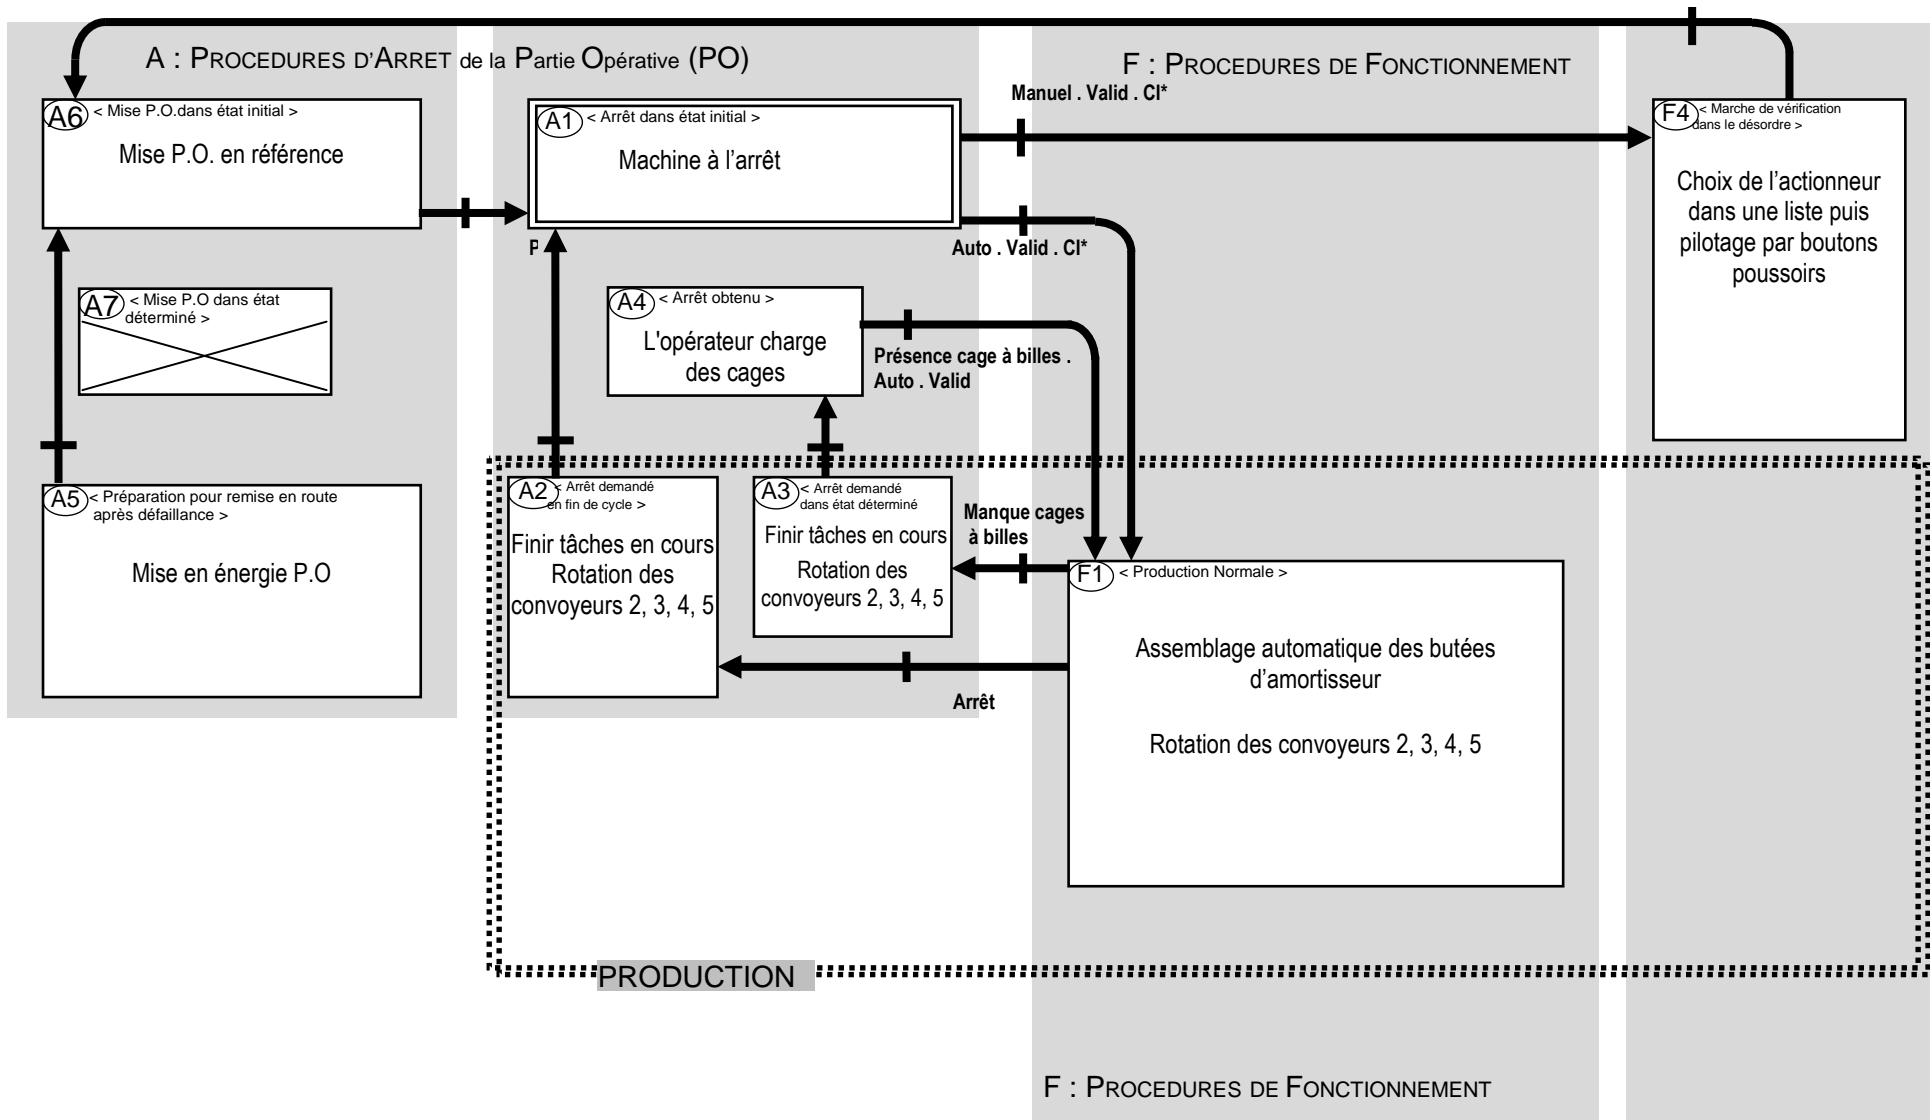 A : PROCEDURES D'ARRET de la Partie Opérative (PO)
F : PROCEDURES DE FONCTIONNEMENT
A6 < Mise P.O.dans état initial >
Mise P.O. en référence
A1 < Arrêt dans état initial >
Machine à l'arrêt
Manuel . Valid . CI*
F4 < Marche de vérification
dans le désordre >
Choix de l'actionneur
dans une liste puis
pilotage par boutons
poussoirs
P
Auto . Valid . CI*
A7 < Mise P.O dans état
déterminé >
A4 < Arrêt obtenu >
L'opérateur charge
des cages
Présence cage à billes .
Auto . Valid
A5 < Préparation pour remise en route
après défaillance >
Mise en énergie P.O
A2 < Arrêt demandé
en fin de cycle >
Finir tâches en cours
Rotation des
convoyeurs 2, 3, 4, 5
A3 < Arrêt demandé
dans état déterminé
Finir tâches en cours
Rotation des
convoyeurs 2, 3, 4, 5
Manque cages
à billes
F1 < Production Normale >
Assemblage automatique des butées
d'amortisseur
Rotation des convoyeurs 2, 3, 4, 5
Arrêt
PRODUCTION
F : PROCEDURES DE FONCTIONNEMENT